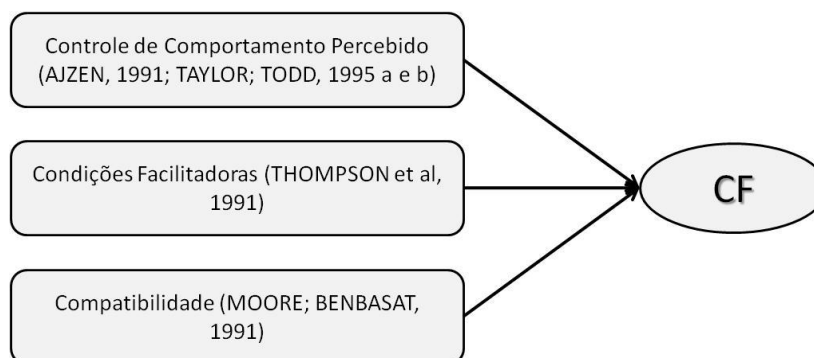 Controle de Comportamento Percebido
(AJZEN, 1991; TAYLOR; TODD, 1995 a e b)
Condições Facilitadoras (THOMPSON et al,
1991)
CF
Compatibilidade (MOORE; BENBASAT,
1991)